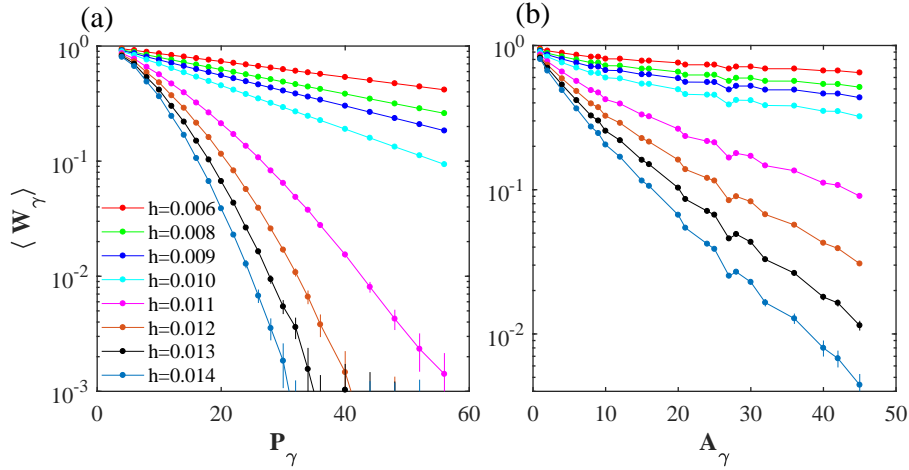 (a)
10^0
10^-1
10^-2
10^-3
⟨ W_γ ⟩
h=0.006
h=0.008
h=0.009
h=0.010
h=0.011
h=0.012
h=0.013
h=0.014
0 20 40 60
P_γ
(b)
10^0
10^-1
10^-2
0 10 20 30 40 50
A_γ